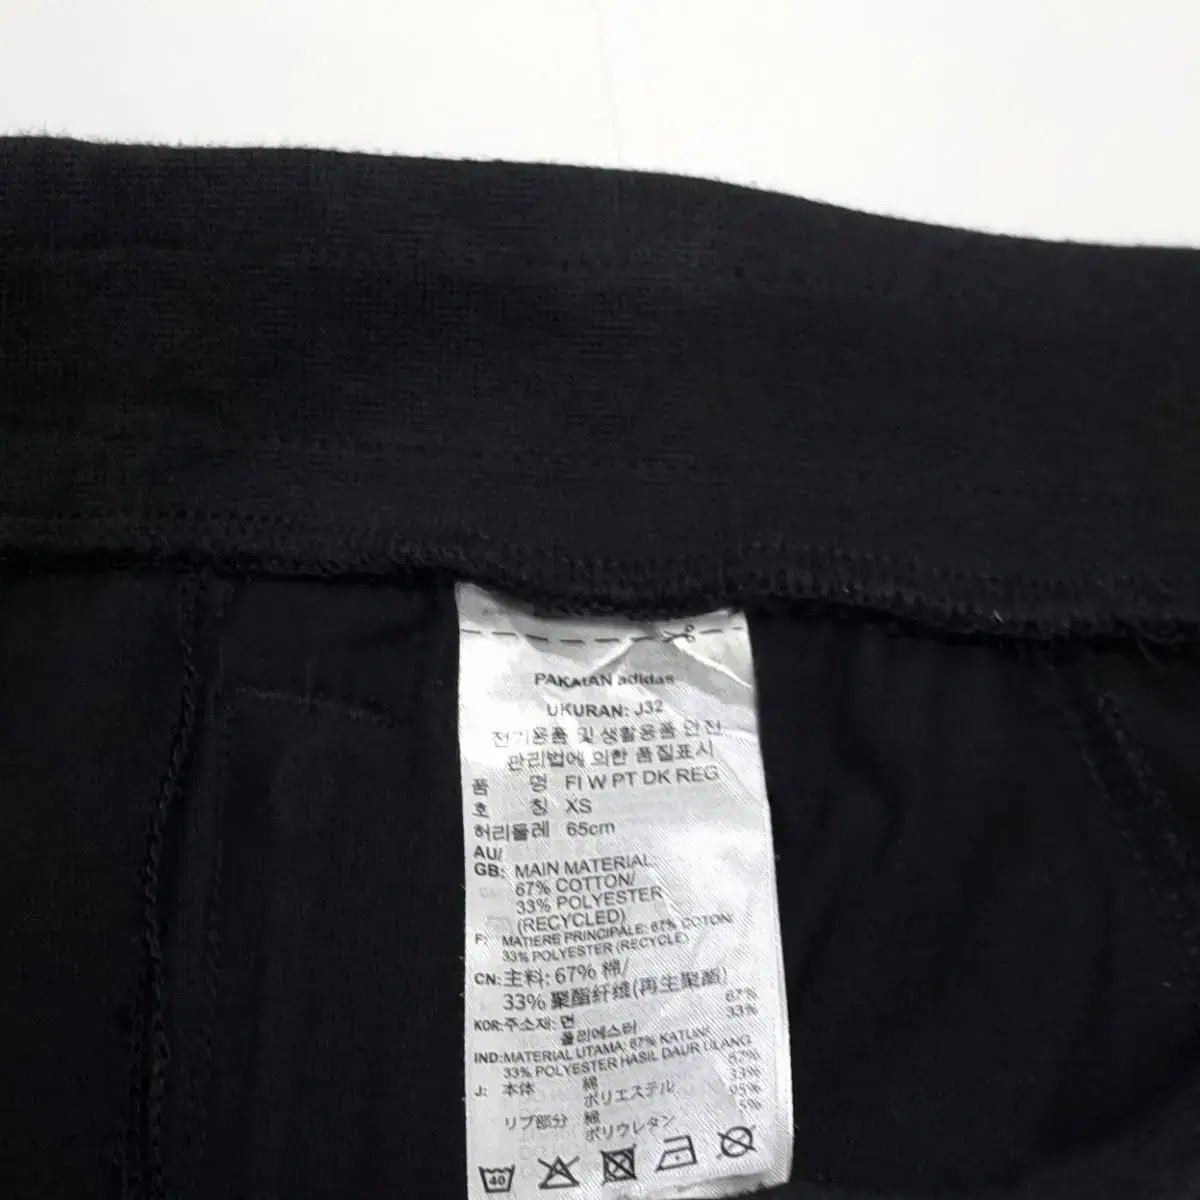 PAKAIAN adidas
UKURAN: J32
전기용품 및 생활용품 안전
관리법에 의한 품질표시
품 명 FI W PT DK REG
호 칭 XS
허리둘레 65cm
AU/
GB: MAIN MATERIAL
67% COTTON/
33% POLYESTER
(RECYCLED)
F: MATIERE PRINCIPALE: 67% COTON/
33% POLYESTER (RECYCLE)
CN: 主料: 67% 棉/
33% 聚酯纤维(再生聚酯)
KOR: 주소재: 면 67%
폴리에스터 33%
IND: MATERIAL UTAMA: 67% KATUN/
33% POLYESTER HASIL DAUR ULANG
J: 本体 綿 67%
ポリエステル 33%
リブ部分 綿 95%
ポリウレタン 5%
40